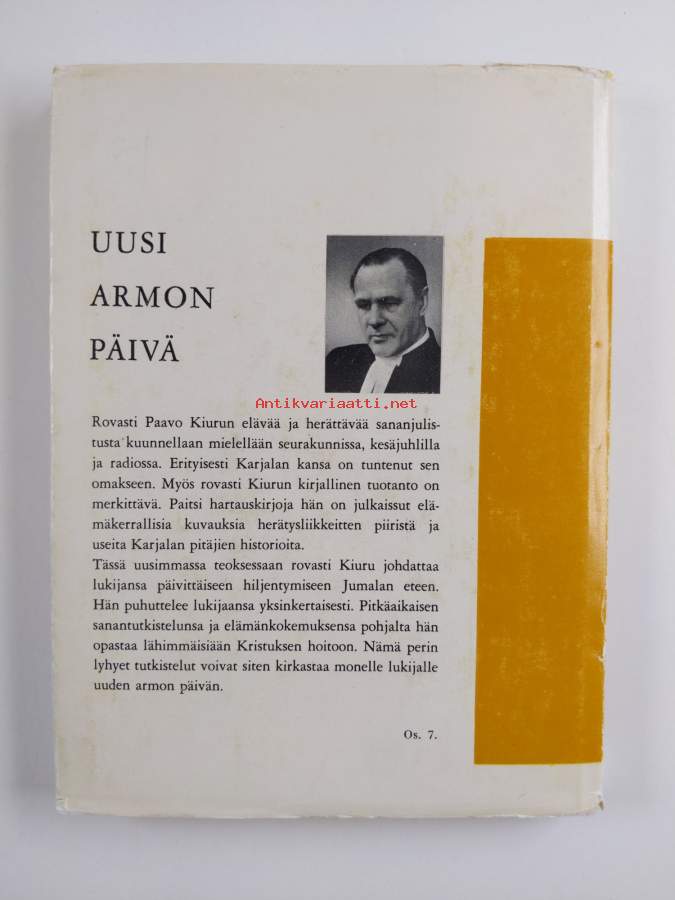 UUSI
ARMON
PÄIVÄ
Antikvariaatti.net
Rovasti Paavo Kiurun elävää ja herättävää sananjulis-
tusta kuunnellaan mielellään seurakunnissa, kesäjuhlilla
ja radiossa. Erityisesti Karjalan kansa on tuntenut sen
omakseen. Myös rovasti Kiurun kirjallinen tuotanto on
merkittävä. Paitsi hartauskirjoja hän on julkaissut elä-
mäkerrallisia kuvauksia herätysliikkeitten piiristä ja
useita Karjalan pitäjien historioita.
Tässä uusimmassa teoksessaan rovasti Kiuru johdattaa
lukijansa päivittäiseen hiljentymiseen Jumalan eteen.
Hän puhuttelee lukijaansa yksinkertaisesti. Pitkäaikaisen
sanantutkistelunsa ja elämänkokemuksensa pohjalta hän
opastaa lähimmäisiään Kristuksen hoitoon. Nämä perin
lyhyet tutkistelut voivat siten kirkastaa monelle lukijalle
uuden armon päivän.
Os. 7.